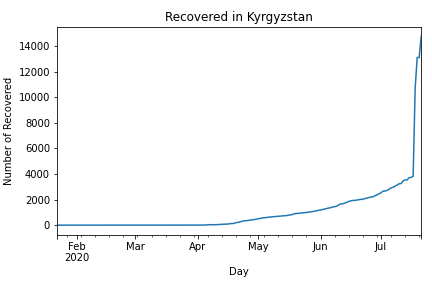 Recovered in Kyrgyzstan
Number of Recovered
14000
12000
10000
8000
6000
4000
2000
0
Feb
2020
Mar
Apr
May
Jun
Jul
Day